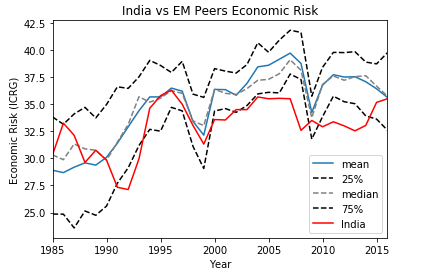 India vs EM Peers Economic Risk
Economic Risk (ICRG)
42.5
40.0
37.5
35.0
32.5
30.0
27.5
25.0
mean
25%
median
75%
India
1985
1990
1995
2000
2005
2010
2015
Year